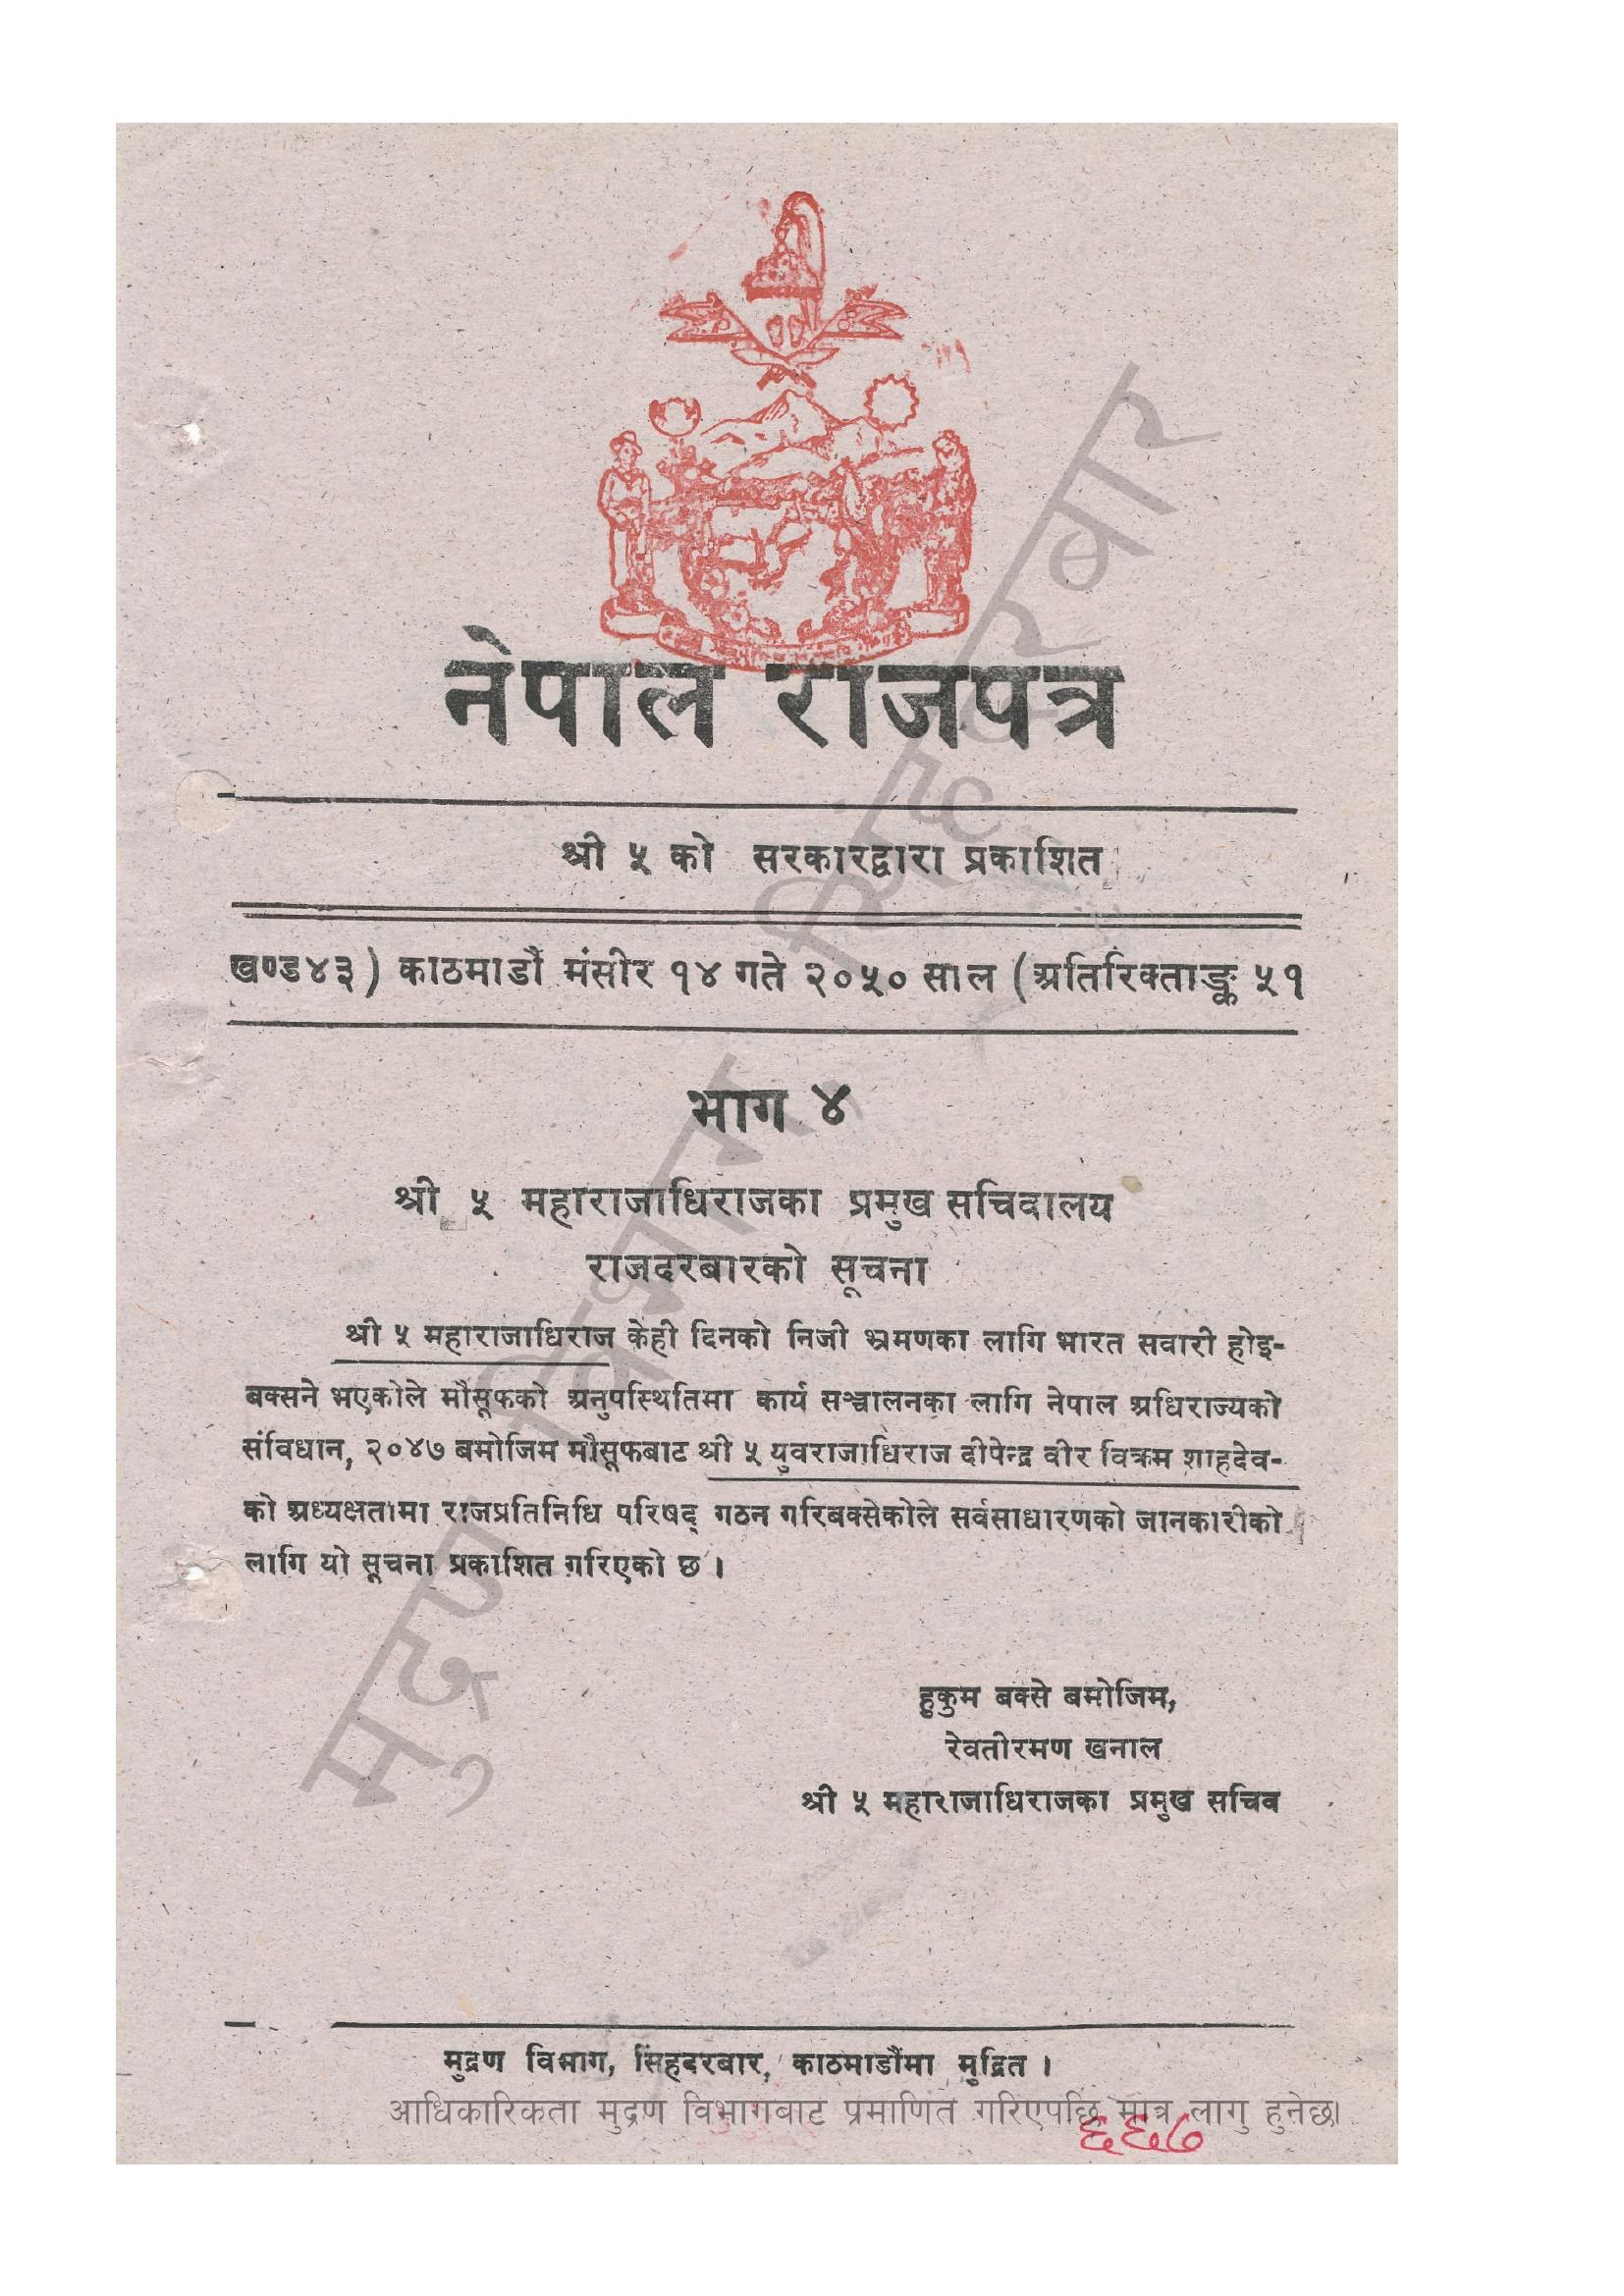 नेपाल राजपत्र
श्री ५ को सरकारद्वारा प्रकाशित
खण्ड४३) काठमाडौं मंसीर १४ गते २०५० साल (अतिरिक्ताङ्क ५१
भाग ४
श्री ५ महाराजाधिराजका प्रमुख सचिवालय
राजदरबारको सूचना
श्री ५ महाराजाधिराज केही दिनको निजी भ्रमणका लागि भारत सवारी होइ-
बक्सने भएकोले मौसूफको अनुपस्थितिमा कार्य सञ्चालनका लागि नेपाल अधिराज्यको
संविधान, २०४७ बमोजिम मौसूफबाट श्री ५ युवराजाधिराज दीपेन्द्र वीर विक्रम शाहदेव-
को अध्यक्षतामा राजप्रतिनिधि परिषद् गठन गरिबक्सेकोले सर्वसाधारणको जानकारीको
लागि यो सूचना प्रकाशित गरिएको छ ।
हुकुम बक्से बमोजिम,
रेवतीरमण खनाल
श्री ५ महाराजाधिराजका प्रमुख सचिव
मुद्रण विभाग, सिंहदरबार, काठमाडौंमा मुद्रित ।
आधिकारिकता मुद्रण विभागबाट प्रमाणित गरिएपछि मात्र लागु हुनेछ।
६६७
मुद्रण विभाग, सिंहदरबार